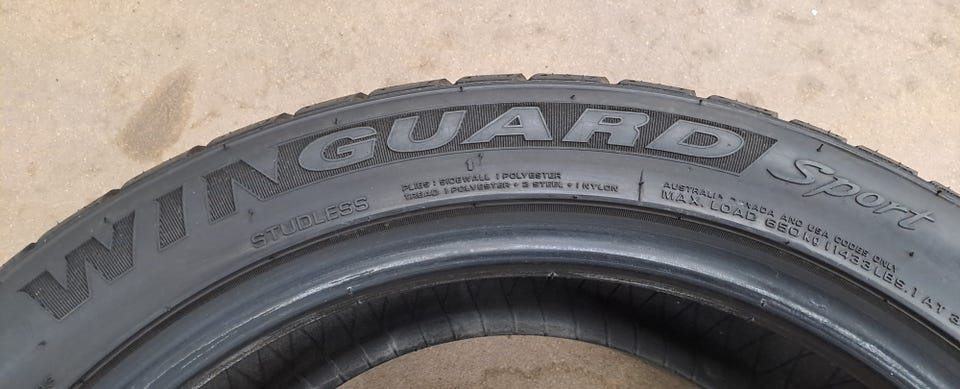 WINGUARD Sport
STUDLESS
PLIES : SIDEWALL 1 POLYESTER
TREAD 1 POLYESTER + 2 STEEL + 1 NYLON
AUSTRALIA CANADA AND USA CODES ONLY
MAX. LOAD 650 kg (1433 LBS.) AT 3